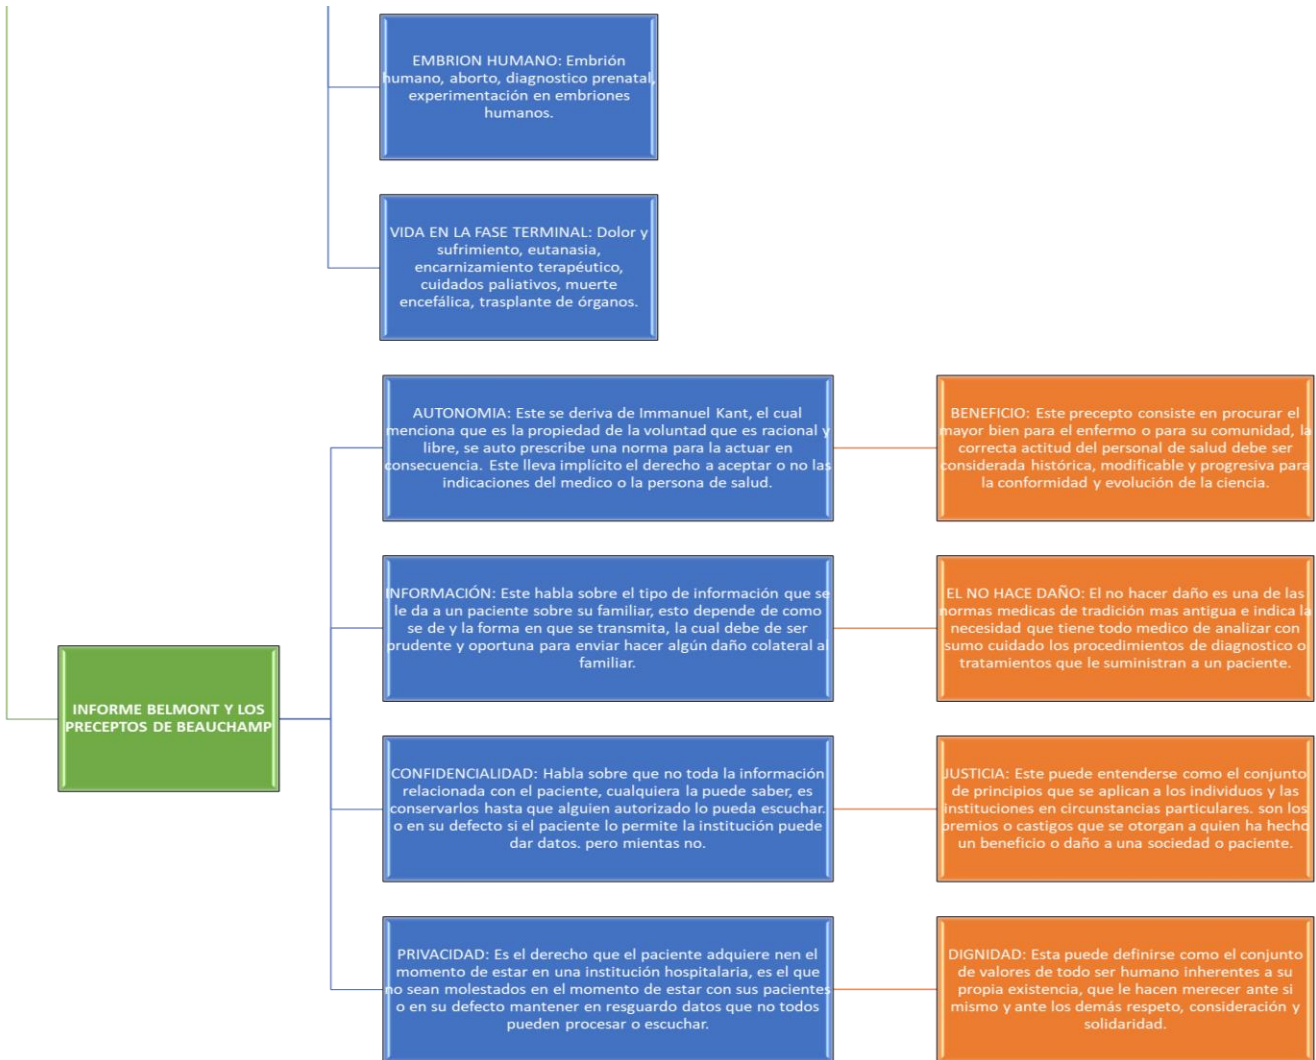 EMBRION HUMANO: Embrión
humano, aborto, diagnostico prenatal,
experimentación en embriones
humanos.
VIDA EN LA FASE TERMINAL: Dolor y
sufrimiento, eutanasia,
encarnizamiento terapéutico,
cuidados paliativos, muerte
encefálica, trasplante de órganos.
INFORME BELMONT Y LOS
PRECEPTOS DE BEAUCHAMP
AUTONOMIA: Este se deriva de Immanuel Kant, el cual
menciona que es la propiedad de la voluntad que es racional y
libre, se auto prescribe una norma para la actuar en
consecuencia. Este lleva implícito el derecho a aceptar o no las
indicaciones del medico o la persona de salud.
BENEFICIO: Este precepto consiste en procurar el
mayor bien para el enfermo o para su comunidad, la
correcta actitud del personal de salud debe ser
considerada histórica, modificable y progresiva para
la conformidad y evolución de la ciencia.
INFORMACIÓN: Este habla sobre el tipo de información que se
le da a un paciente sobre su familiar, esto depende de como
se de y la forma en que se transmita, la cual debe de ser
prudente y oportuna para enviar hacer algún daño colateral al
familiar.
EL NO HACE DAÑO: El no hacer daño es una de las
normas medicas de tradición mas antigua e indica la
necesidad que tiene todo medico de analizar con
sumo cuidado los procedimientos de diagnostico o
tratamientos que le suministran a un paciente.
CONFIDENCIALIDAD: Habla sobre que no toda la información
relacionada con el paciente, cualquiera la puede saber, es
conservarlos hasta que alguien autorizado lo pueda escuchar.
o en su defecto si el paciente lo permite la institución puede
dar datos. pero mientas no.
JUSTICIA: Este puede entenderse como el conjunto
de principios que se aplican a los individuos y las
instituciones en circunstancias particulares. son los
premios o castigos que se otorgan a quien ha hecho
un beneficio o daño a una sociedad o paciente.
PRIVACIDAD: Es el derecho que el paciente adquiere nen el
momento de estar en una institución hospitalaria, es el que
no sean molestados en el momento de estar con sus pacientes
o en su defecto mantener en resguardo datos que no todos
pueden procesar o escuchar.
DIGNIDAD: Esta puede definirse como el conjunto
de valores de todo ser humano inherentes a su
propia existencia, que le hacen merecer ante si
mismo y ante los demás respeto, consideración y
solidaridad.